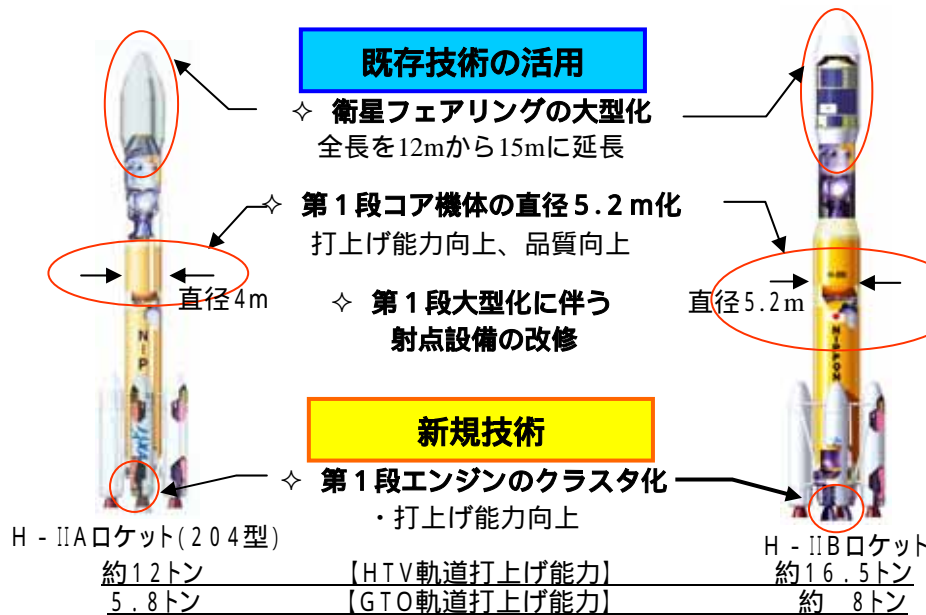 既存技術の活用
✧ 衛星フェアリングの大型化
全長を12mから15mに延長
✧ 第1段コア機体の直径5.2m化
打上げ能力向上、品質向上
直径4m
直径5.2m
✧ 第1段大型化に伴う
射点設備の改修
NIP
NIPPON
新規技術
✧ 第1段エンジンのクラスタ化
・打上げ能力向上
H-IIAロケット(204型)
H-IIBロケット
約12トン 【HTV軌道打上げ能力】 約16.5トン
5.8トン 【GTO軌道打上げ能力】 約 8トン